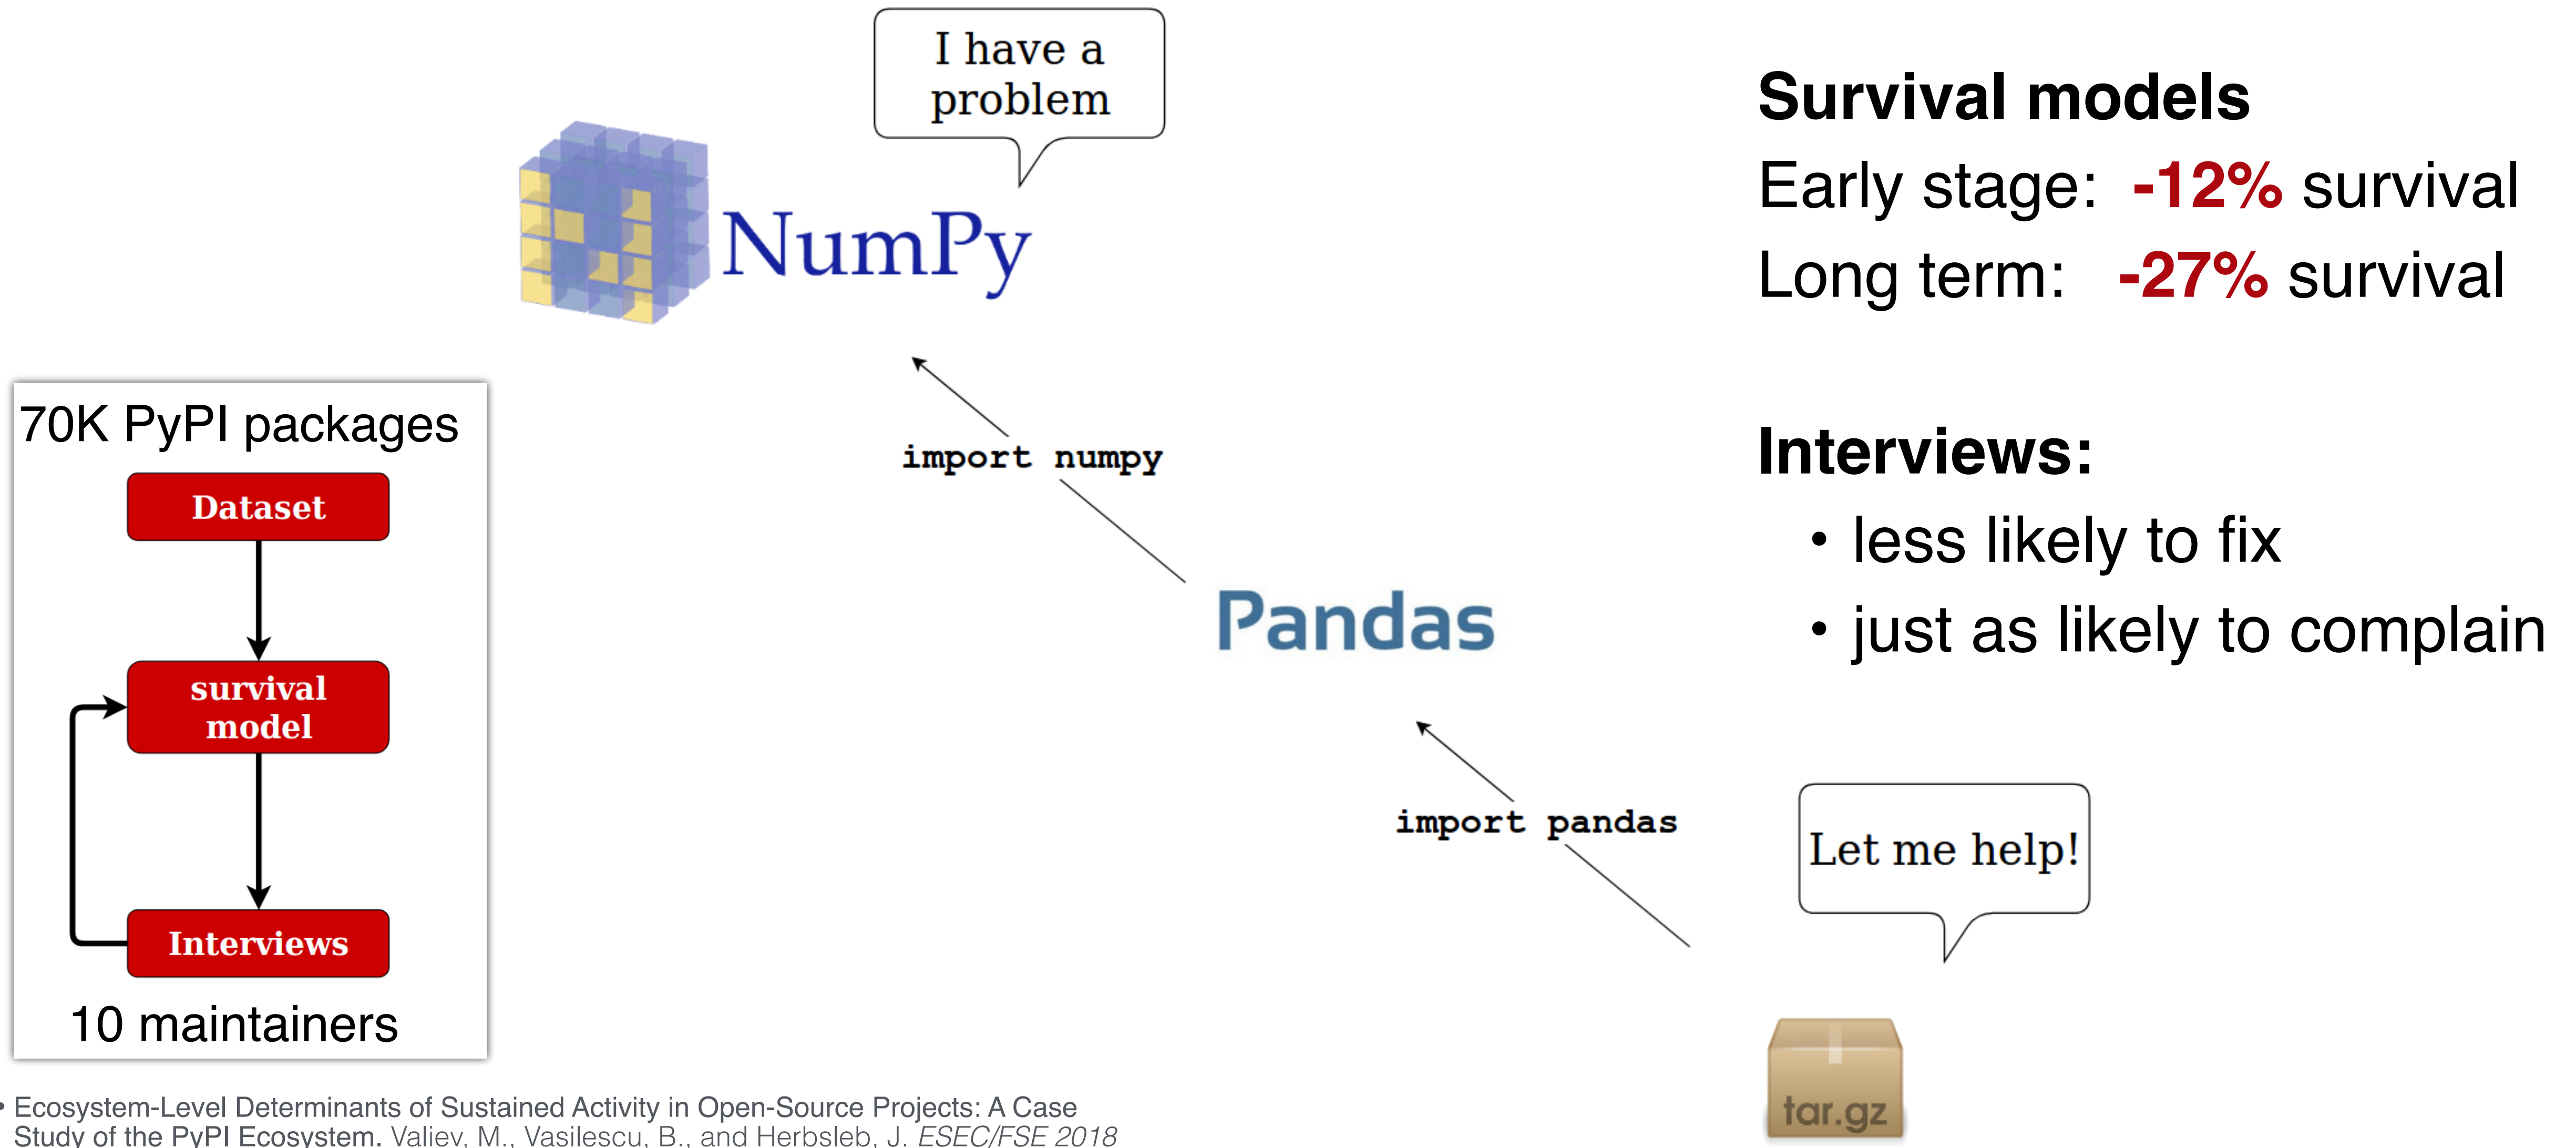 I have a
problem
NumPy
Survival models
Early stage: -12% survival
Long term: -27% survival
70K PyPI packages
Dataset
survival
model
Interviews
10 maintainers
import numpy
Pandas
import pandas
Interviews:
• less likely to fix
• just as likely to complain
Let me help!
tar.gz
• Ecosystem-Level Determinants of Sustained Activity in Open-Source Projects: A Case
Study of the PyPI Ecosystem. Valiev, M., Vasilescu, B., and Herbsleb, J. ESEC/FSE 2018